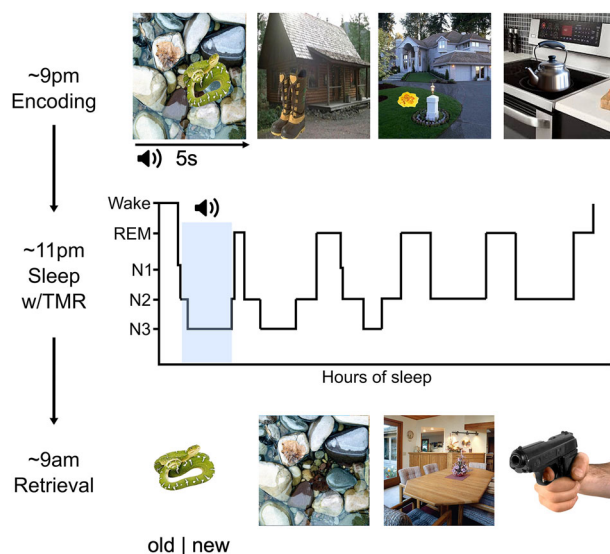 ~9pm
Encoding
5s
~11pm
Sleep
w/TMR
Wake
REM
N1
N2
N3
Hours of sleep
~9am
Retrieval
old | new